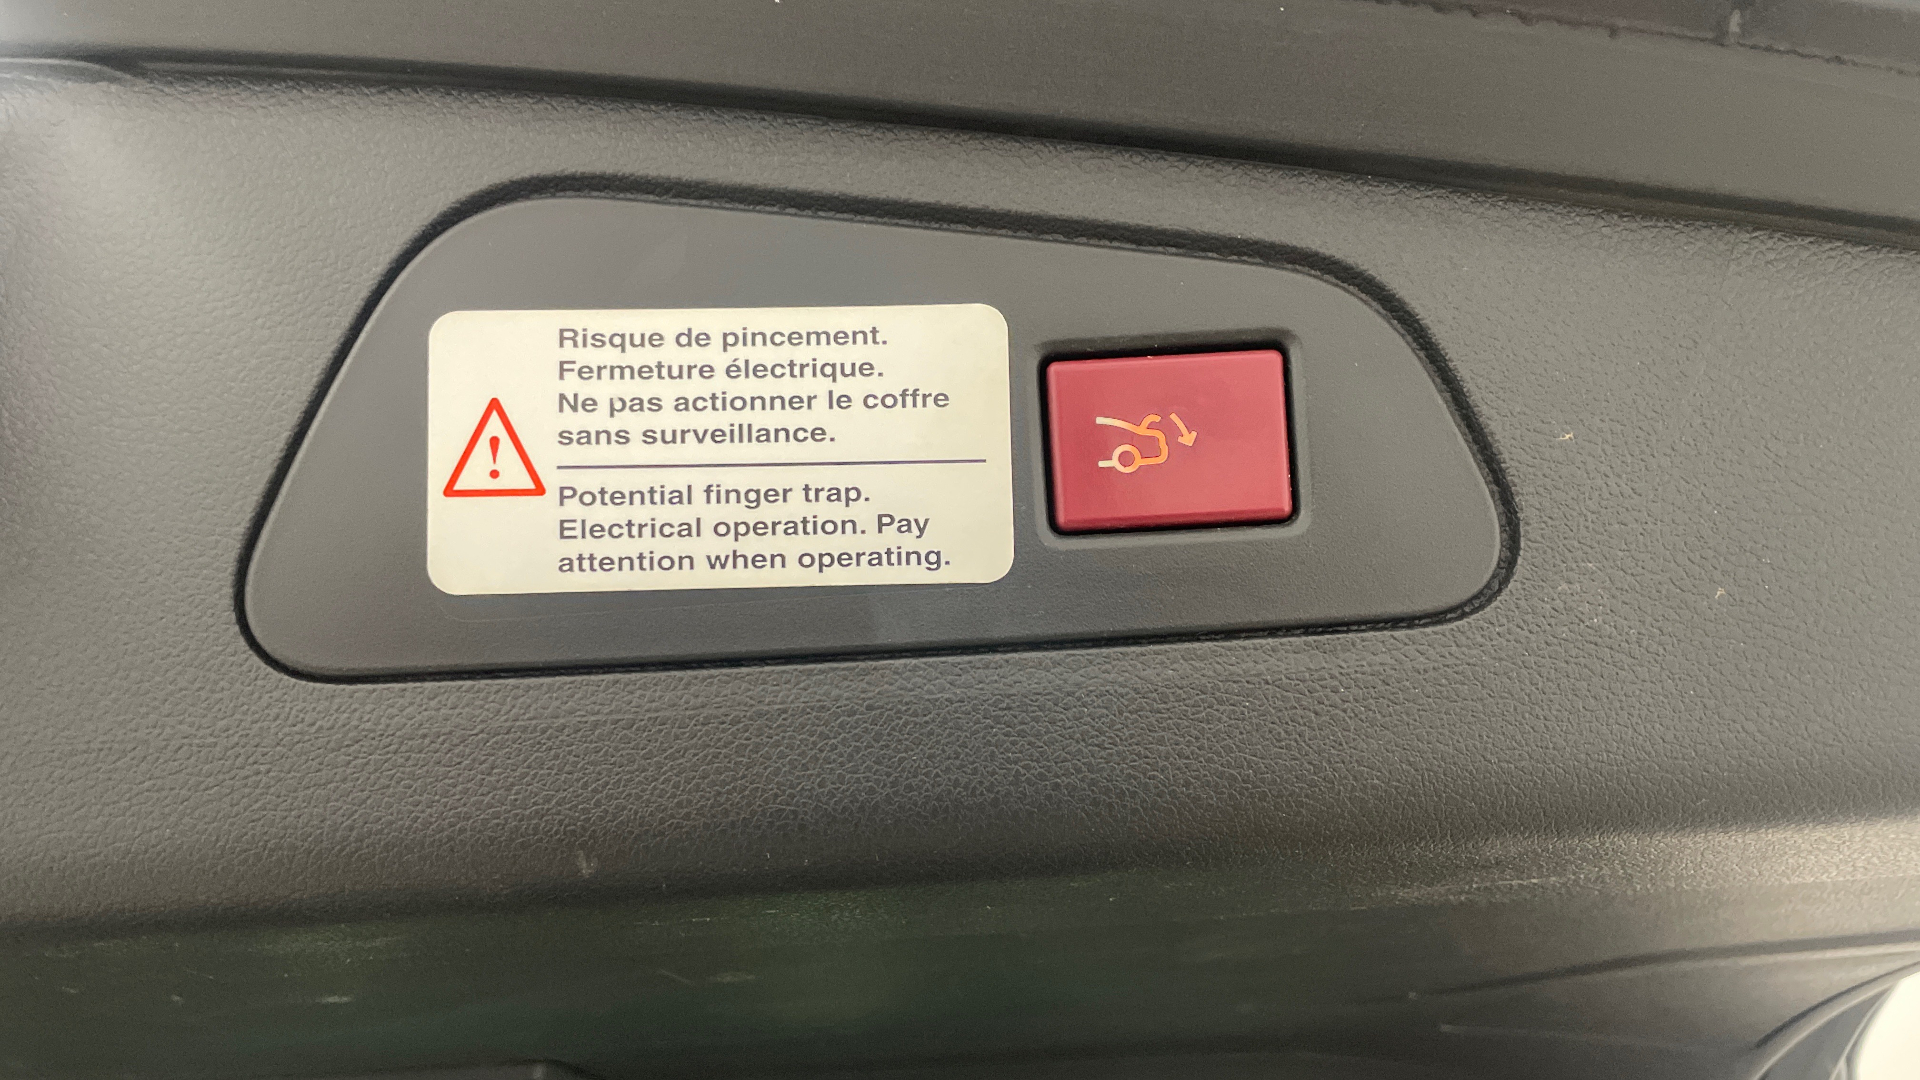 Risque de pincement.
Fermeture électrique.
Ne pas actionner le coffre
sans surveillance.
Potential finger trap.
Electrical operation. Pay
attention when operating.